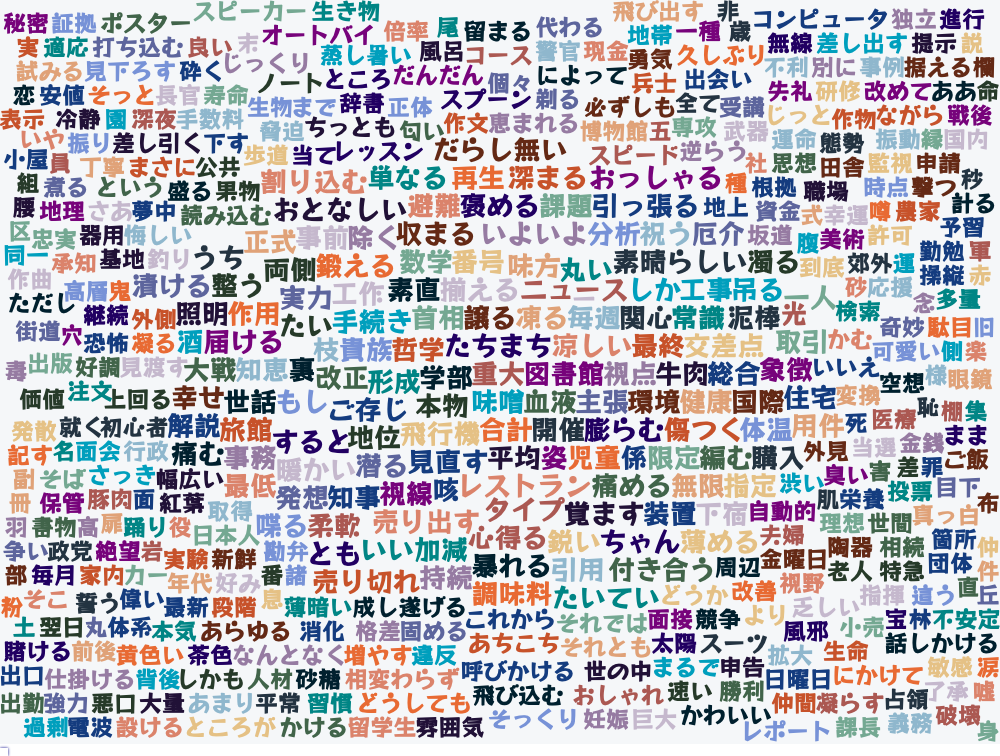 秘密 証拠 ポスター スピーカー 生き物 飛び出す 非 コンピュータ 独立 進行
実 適応 打ち込む 良い 末 オートバイ 倍率 尾 留まる 代わる 地帯 一種 歳 無線 差し出す 提示 説
試みる 見下ろす 砕く じっくり 蒸し暑い 風呂 コース 警官 現金 勇気 久しぶり 不利 別に 事例 据える 欄
恋 安値 そっと 長官 寿命 ノート ところ だんだん 個々 によって 兵士 出会い 失礼 研修 改めて ああ 命
表示 冷静 園 深夜 手数料 生物 まで 辞書 正体 スプーン 剃る 必ずしも 全て 受講 じっと 作物 ながら 戦後
いや 振り 差し引く 下す 脅迫 ちっとも 匂い 作文 恵まれる 博物館 五 専攻 武器 運命 態勢 振動 縁 国内
小屋 員 丁寧 まさに 公共 歩道 当て レッスン だらし無い スピード 逆らう 社 思想 田舎 監視 申請
組 煮る という 盛る 果物 割り込む 単なる 再生 深まる おっしゃる 種 根拠 職場 時点 撃つ 秒
腰 地理 さあ 夢中 読み込む おとなしい 避難 褒める 課題 引っ張る 地上 資金 式 幸運 噂 農家 計る
区 忠実 器用 悔しい 正式 事前 除く 収まる いよいよ 分析 祝う 厄介 坂道 腹 美術 許可 予習
同一 承知 基地 釣り うち 両側 鍛える 数学 番号 味方 丸い 素晴らしい 濁る 到底 郊外 運 勤勉 軍
作曲 高層 鬼 漬ける 整う 実力 工作 素直 揃える ニュース しか 工事 吊る 一人 砂 応援 操縦 赤
ただし 継続 外側 照明 作用 たい 手続き 首相 譲る 凍る 毎週 関心 常識 泥棒 光 検索 念 多量
街道 穴 恐怖 凝る 酒 届ける 枝 貴族 哲学 たちまち 涼しい 最終 交差点 取引 かむ 奇妙 駄目 旧
毒 出版 好調 見渡す 大戦 知恵 裏 改正 形成 学部 重大 図書館 視点 牛肉 総合 象徴 いいえ 可愛い 側 楽
価値 注文 上回る 幸せ 世話 もし ご存じ 本物 味噌 血液 主張 環境 健康 国際 住宅 変換 空想 様 眼鏡
発散 就く 初心者 解説 旅館 すると 地位 飛行機 合計 開催 膨らむ 傷つく 体温 用件 死 医療 恥 棚 集
記す 名 面会 行政 痛む 事務 暖かい 潜る 見直す 平均 姿 児童 係 限定 編む 購入 外見 当選 金銭 まま
副 そば さっき 幅広い 最低 発想 知事 視線 咳 レストラン 痛める 無限 指定 渋い 臭い 害 差 罪 ご飯
冊 保管 豚肉 面 紅葉 取得 タイプ 覚ます 装置 下宿 自動的 肌 栄養 投票 目下 布
羽 書物 高 扉 踊り 役 日本人 喋る 柔軟 売り出す 心得る 鋭い ちゃん 薄める 夫婦 理想 世間 真っ白
争い 政党 絶望 岩 実験 新鮮 勘弁 とも いい加減 暴れる 引用 付き合う 周辺 金曜日 陶器 相続 箇所 仲
部 毎月 家内 カー 年代 好み 番 諸 売り切れ 持続 調味料 たいてい どうか 改善 視野 老人 特急 団体 件
粉 そこ 誓う 偉い 最新 段階 息 薄暗い 成し遂げる これから それでは 面接 競争 より 乏しい 指揮 違う 直 丘
土 翌日 丸 体系 本気 あらゆる 消化 格差 固める あちこち それとも 太陽 スーツ 風邪 小売 宝 林 不安定
賭ける 前後 黄色い 茶色 なんとなく 増やす 違反 呼びかける 世の中 まるで 申告 拡大 生命 話しかける
出口 仕掛ける 背後 しかも 人材 砂糖 相変わらず 飛び込む おしゃれ 速い 勝利 日曜日 にかけて 敏感 涙
出勤 強力 悪口 大量 あまり 平常 習慣 どうしても そっくり 妊娠 巨大 かわいい 仲間 凝らす 占領 了承 嘘
過剰 電波 設ける ところが かける 留学生 雰囲気 レポート 課長 義務 破壊 身